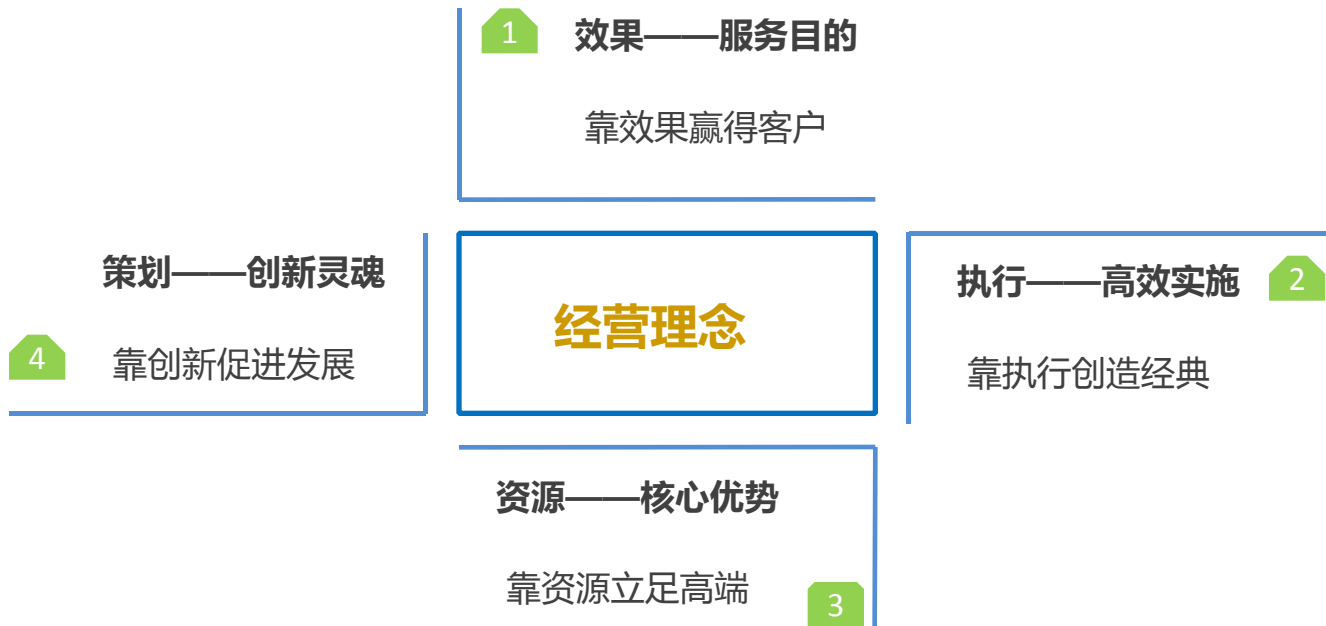 1 效果——服务目的
靠效果赢得客户
策划——创新灵魂
4 靠创新促进发展
经营理念
执行——高效实施 2
靠执行创造经典
资源——核心优势
靠资源立足高端 3